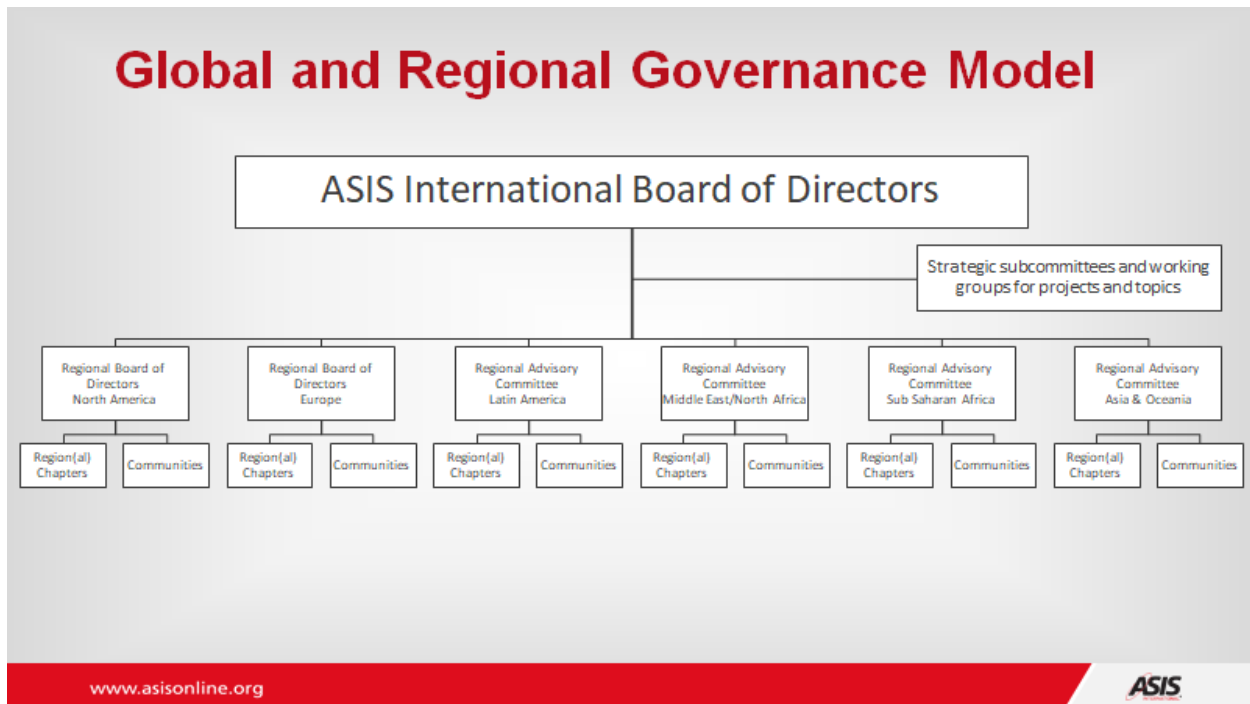 Global and Regional Governance Model
ASIS International Board of Directors
Strategic subcommittees and working
groups for projects and topics
Regional Board of
Directors
North America
Regional Board of
Directors
Europe
Regional Advisory
Committee
Latin America
Regional Advisory
Committee
Middle East/North Africa
Regional Advisory
Committee
Sub Saharan Africa
Regional Advisory
Committee
Asia & Oceania
Region(al)
Chapters
Communities
Region(al)
Chapters
Communities
Region(al)
Chapters
Communities
Region(al)
Chapters
Communities
Region(al)
Chapters
Communities
Region(al)
Chapters
Communities
www.asisonline.org
ASIS
INTERNATIONAL